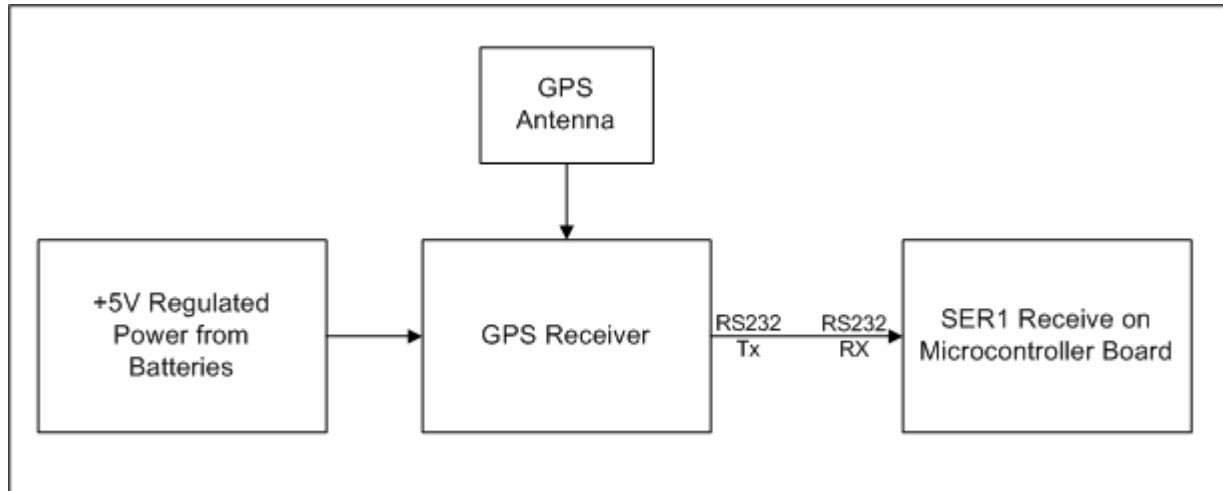 GPS
Antenna
+5V Regulated
Power from
Batteries
GPS Receiver
RS232
Tx
RS232
RX
SER1 Receive on
Microcontroller Board